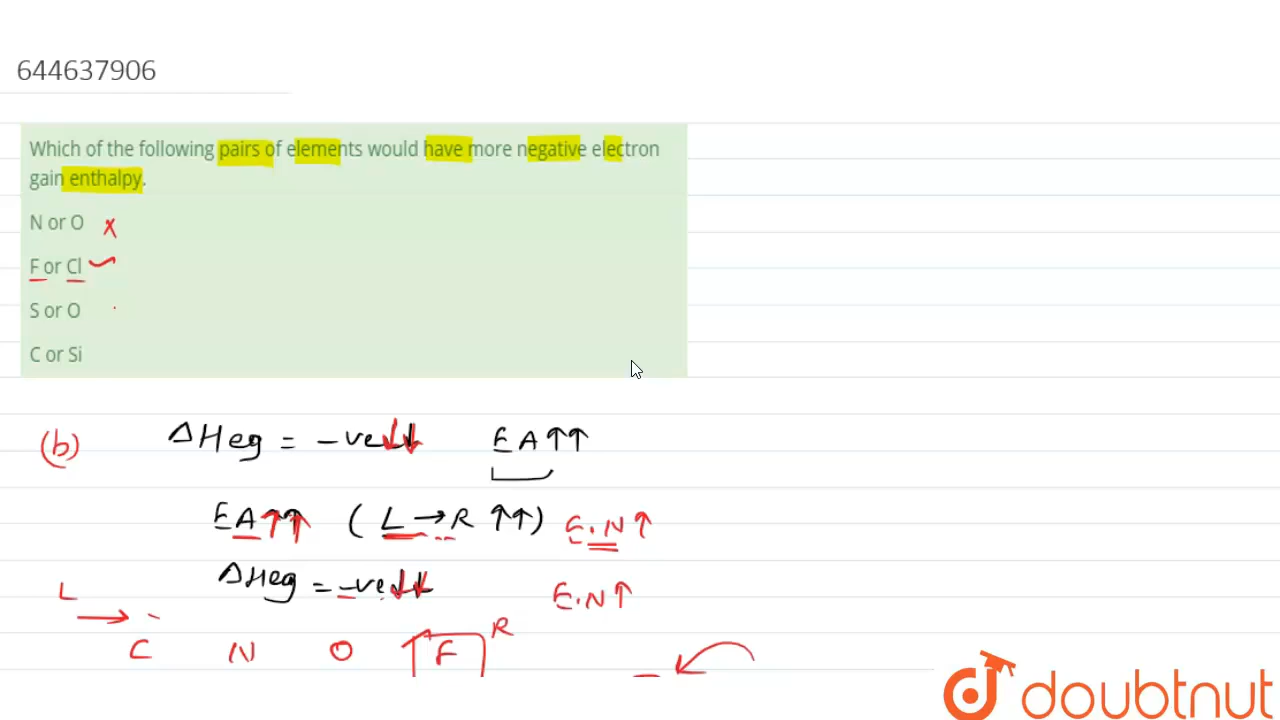 644637906
Which of the following pairs of elements would have more negative electron
gain enthalpy.
N or O x
F or Cl
S or O
C or Si
(b) ΔHeg = -ve↓↓ EA↑↑
EA↑↑ (L→R ↑↑) E.N↑
ΔHeg = -ve↓↓ E.N↑
L → R
C N O F
doubtnut